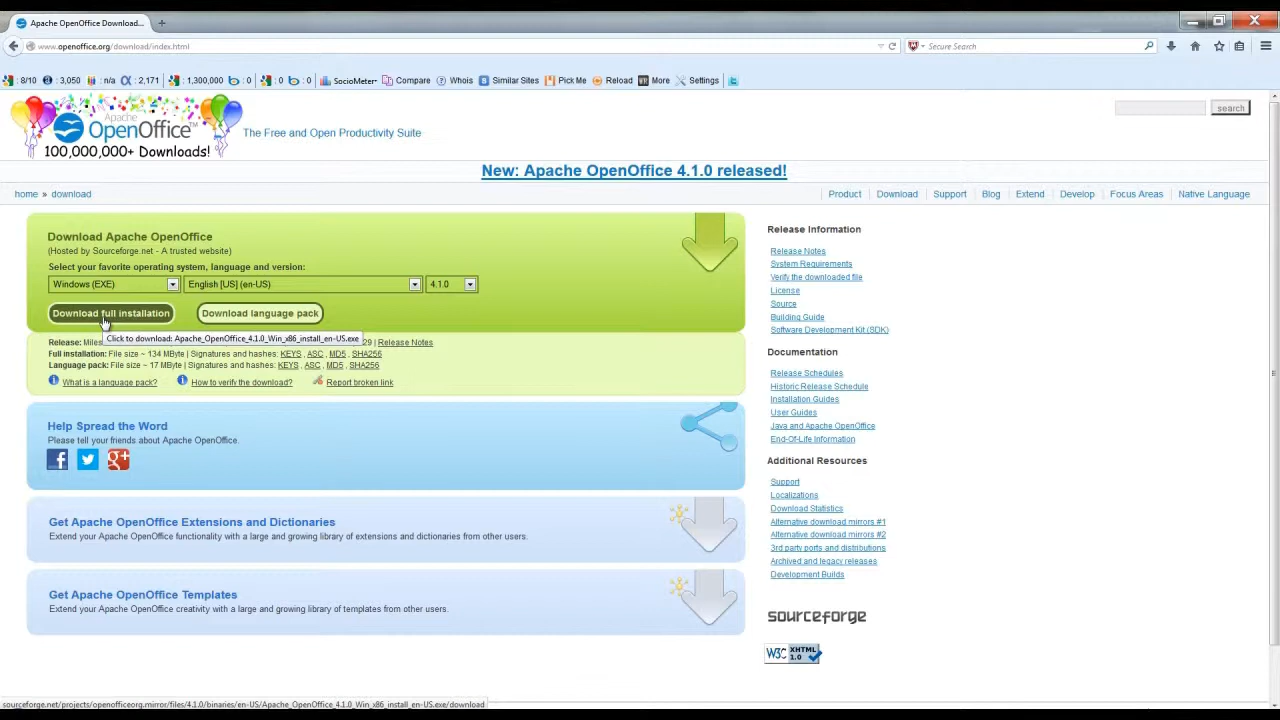 Apache OpenOffice Download...
www.openoffice.org/download/index.html
Secure Search
8/10 : 3,050 : n/a : 2,171 : 1,300,000 : 0 : 0 : 0 SocioMeter Compare Whois Similar Sites Pick Me Reload More Settings
Apache
OpenOffice™
100,000,000+ Downloads!
The Free and Open Productivity Suite
search
New: Apache OpenOffice 4.1.0 released!
home » download
Product Download Support Blog Extend Develop Focus Areas Native Language
Download Apache OpenOffice
(Hosted by Sourceforge.net - A trusted website)
Select your favorite operating system, language and version:
Windows (EXE) English [US] (en-US) 4.1.0
Download full installation Download language pack
Click to download: Apache_OpenOffice_4.1.0_Win_x86_install_en-US.exe
Release: Miles 29 | Release Notes
Full installation: File size ~ 134 MByte | Signatures and hashes: KEYS , ASC , MD5 , SHA256
Language pack: File size ~ 17 MByte | Signatures and hashes: KEYS , ASC , MD5 , SHA256
What is a language pack? How to verify the download? Report broken link
Help Spread the Word
Please tell your friends about Apache OpenOffice.
Get Apache OpenOffice Extensions and Dictionaries
Extend your Apache OpenOffice functionality with a large and growing library of extensions and dictionaries from other users.
Get Apache OpenOffice Templates
Extend your Apache OpenOffice creativity with a large and growing library of templates from other users.
Release Information
Release Notes
System Requirements
Verify the downloaded file
License
Source
Building Guide
Software Development Kit (SDK)
Documentation
Release Schedules
Historic Release Schedule
Installation Guides
User Guides
Java and Apache OpenOffice
End-Of-Life Information
Additional Resources
Support
Localizations
Download Statistics
Alternative download mirrors #1
Alternative download mirrors #2
3rd party ports and distributions
Archived and legacy releases
Development Builds
sourceforge
W3C XHTML 1.0
sourceforge.net/projects/openofficeorg.mirror/files/4.1.0/binaries/en-US/Apache_OpenOffice_4.1.0_Win_x86_install_en-US.exe/download